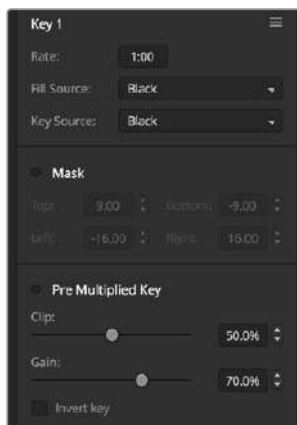 Key 1
Rate: 1:00
Fill Source: Black
Key Source: Black
Mask
Top: 9.00 Bottom: -9.00
Left: -16.00 Right: 16.00
Pre Multiplied Key
Clip:
50.0%
Gain:
70.0%
Invert key